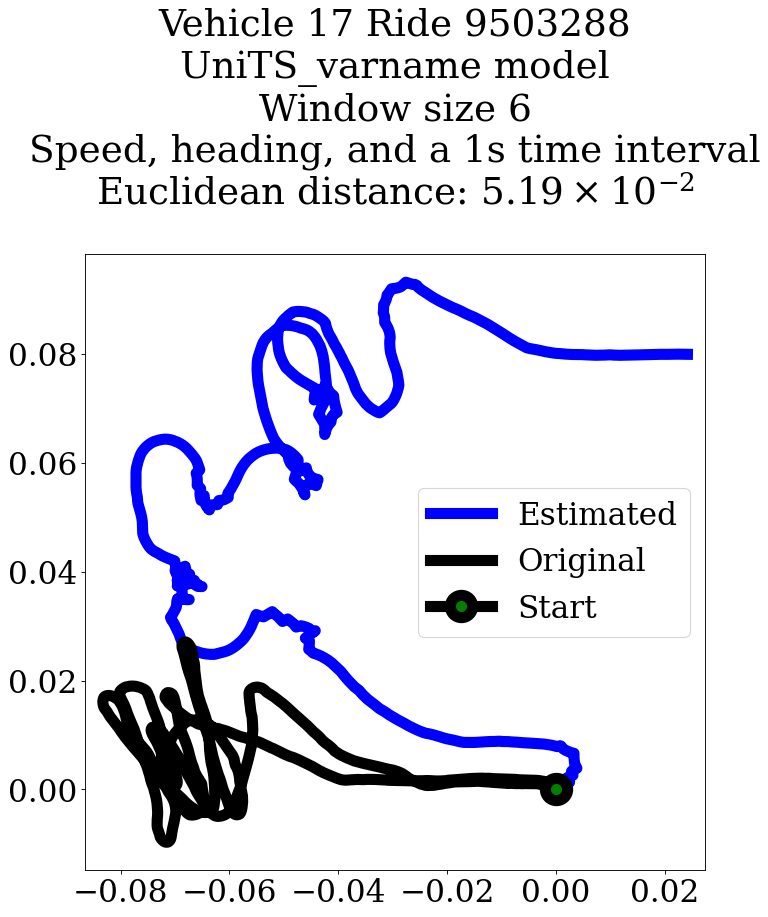 Vehicle 17 Ride 9503288
UniTS_varname model
Window size 6
Speed, heading, and a 1s time interval
Euclidean distance: 5.19 × 10⁻²
0.08
0.06
Estimated
Original
Start
0.04
0.02
0.00
−0.08 −0.06 −0.04 −0.02 0.00 0.02